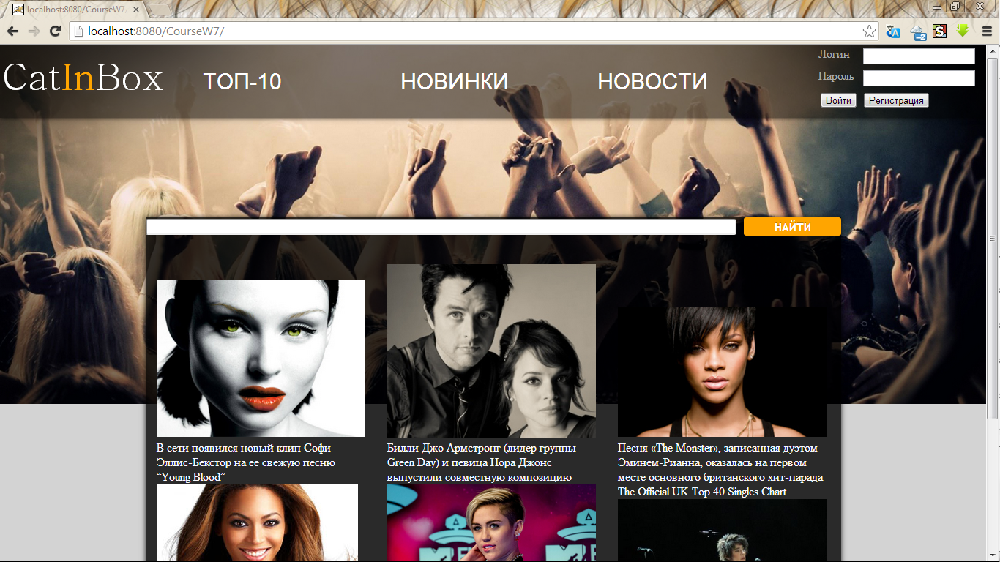 localhost:8080/CourseW7
localhost:8080/CourseW7/
CatInBox
ТОП-10
НОВИНКИ
НОВОСТИ
Логин
Пароль
Войти
Регистрация
НАЙТИ
В сети появился новый клип Софи
Эллис-Бекстор на ее свежую песню
“Young Blood”
Билли Джо Армстронг (лидер группы
Green Day) и певица Нора Джонс
выпустили совместную композицию
Песня «The Monster», записанная дуэтом
Эминем-Рианна, оказалась на первом
месте основного британского хит-парада
The Official UK Top 40 Singles Chart